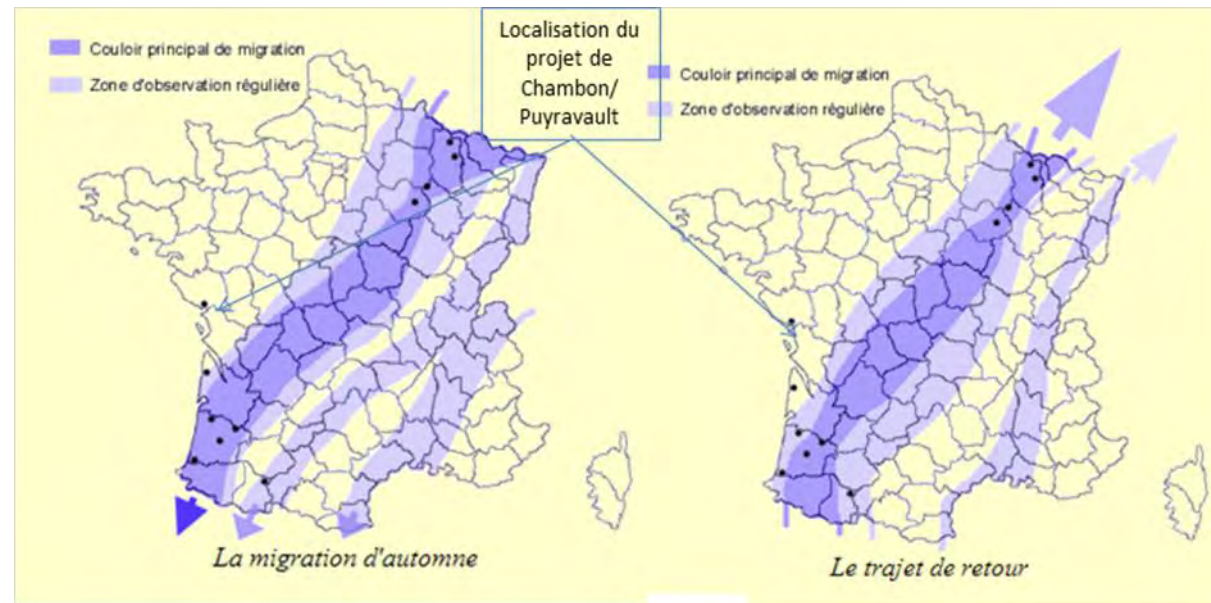 Couloir principal de migration
Zone d'observation régulière
Localisation du
projet de
Chambon/
Puyravault
Couloir principal de migration
Zone d'observation régulière
La migration d'automne
Le trajet de retour